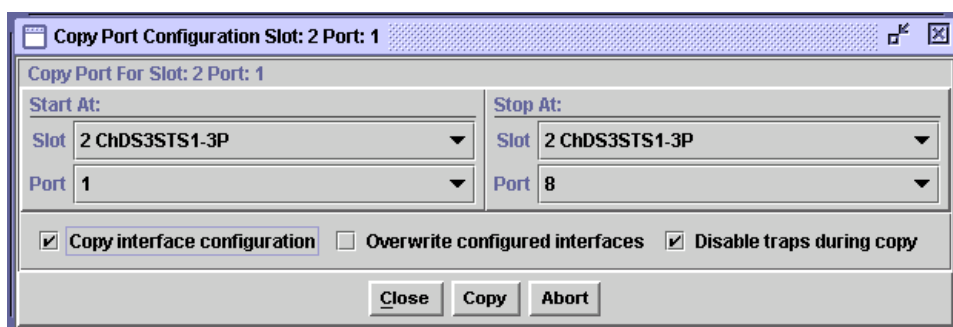 Copy Port Configuration Slot: 2 Port: 1
Copy Port For Slot: 2 Port: 1
Start At:
Slot 2 ChDS3STS1-3P
Port 1
Stop At:
Slot 2 ChDS3STS1-3P
Port 8
Copy interface configuration Overwrite configured interfaces Disable traps during copy
Close Copy Abort